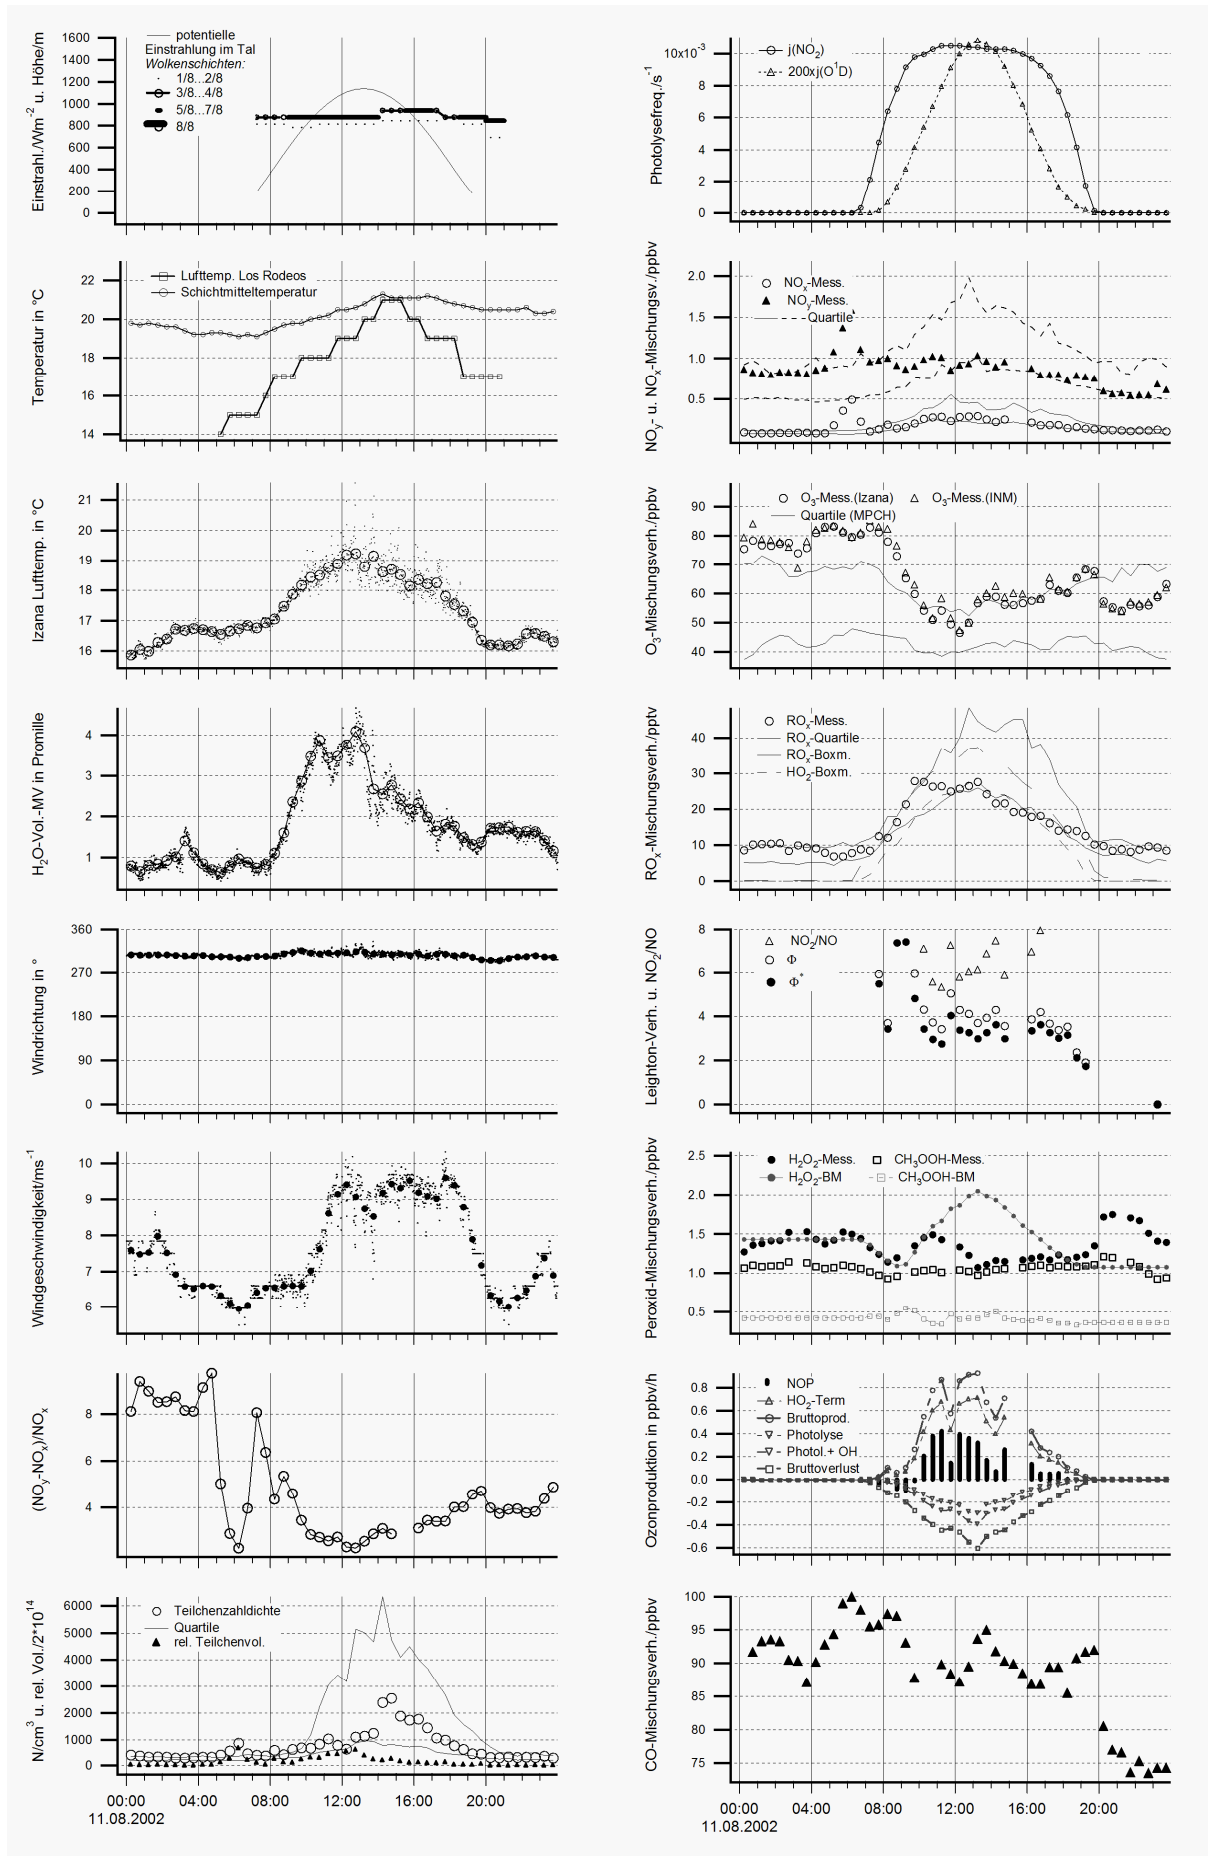 Einstrahl./Wm-2 u. Höhe/m
1600
1400
1200
1000
800
600
400
200
0
potentielle
Einstrahlung im Tal
Wolkenschichten:
1/8...2/8
3/8...4/8
5/8...7/8
8/8
Temperatur in °C
22
20
18
16
14
Lufttemp. Los Rodeos
Schichtmitteltemperatur
Izana Lufttemp. in °C
21
20
19
18
17
16
H2O-Vol.-MV in Promille
4
3
2
1
Windrichtung in °
360
270
180
90
0
Windgeschwindigkeit/ms-1
10
9
8
7
6
(NOy-NOx)/NOx
8
6
4
N/cm3 u. rel. Vol./2*1014
6000
5000
4000
3000
2000
1000
0
Teilchenzahldichte
Quartile
rel. Teilchenvol.
00:00 04:00 08:00 12:00 16:00 20:00
11.08.2002
Photolysefreq./s-1
10x10-3
8
6
4
2
0
j(NO2)
200xj(O1D)
NOy- u. NOx-Mischungsv./ppbv
2.0
1.5
1.0
0.5
NOx-Mess.
NOy-Mess.
Quartile
O3-Mischungsverh./ppbv
90
80
70
60
50
40
O3-Mess.(Izana) O3-Mess.(INM)
Quartile (MPCH)
ROx-Mischungsverh./pptv
40
30
20
10
0
ROx-Mess.
ROx-Quartile
ROx-Boxm.
HO2-Boxm.
Leighton-Verh. u. NO2/NO
8
6
4
2
0
NO2/NO
Φ
Φ*
Peroxid-Mischungsverh./ppbv
2.5
2.0
1.5
1.0
0.5
H2O2-Mess. CH3OOH-Mess.
H2O2-BM CH3OOH-BM
Ozonproduktion in ppbv/h
0.8
0.6
0.4
0.2
0.0
-0.2
-0.4
-0.6
NOP
HO2-Term
Bruttoprod.
Photolyse
Photol.+ OH
Bruttoverlust
CO-Mischungsverh./ppbv
100
95
90
85
80
75
00:00 04:00 08:00 12:00 16:00 20:00
11.08.2002